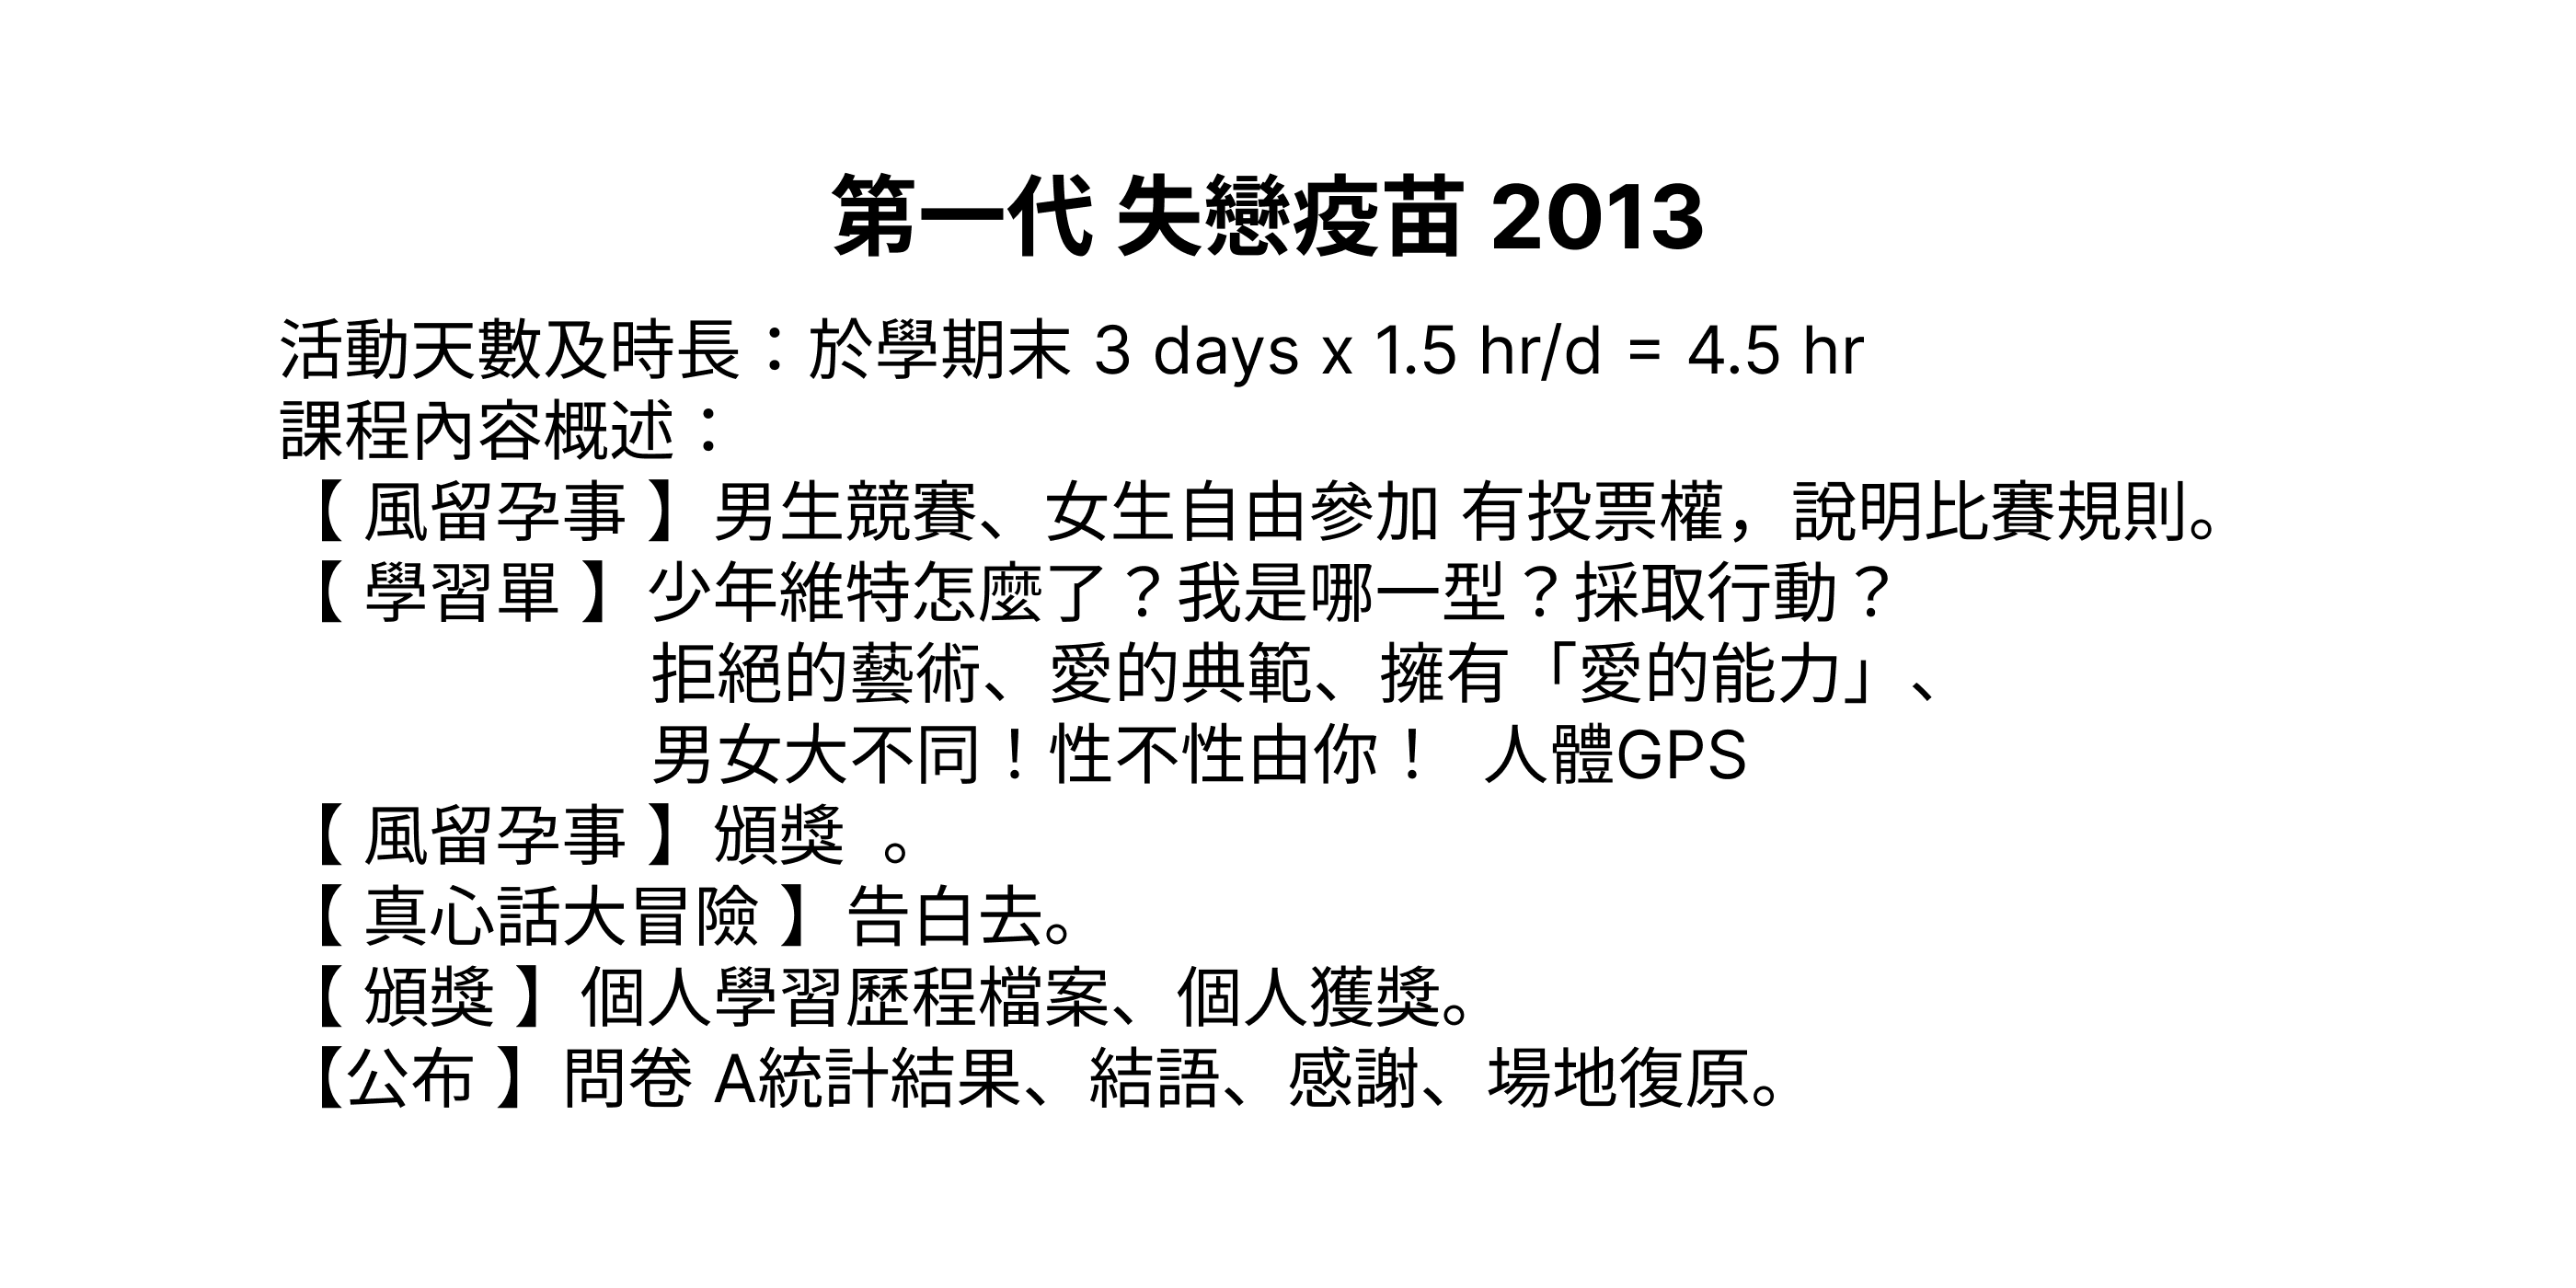 第一代 失戀疫苗 2013
活動天數及時長：於學期末 3 days x 1.5 hr/d = 4.5 hr
課程內容概述：
【 風留孕事 】男生競賽、女生自由參加 有投票權，說明比賽規則。
【 學習單 】少年維特怎麼了？我是哪一型？採取行動？
拒絕的藝術、愛的典範、擁有「愛的能力」、
男女大不同！性不性由你！ 人體GPS
【 風留孕事 】頒獎 。
【 真心話大冒險 】告白去。
【 頒獎 】個人學習歷程檔案、個人獲獎。
【公布 】問卷 A統計結果、結語、感謝、場地復原。